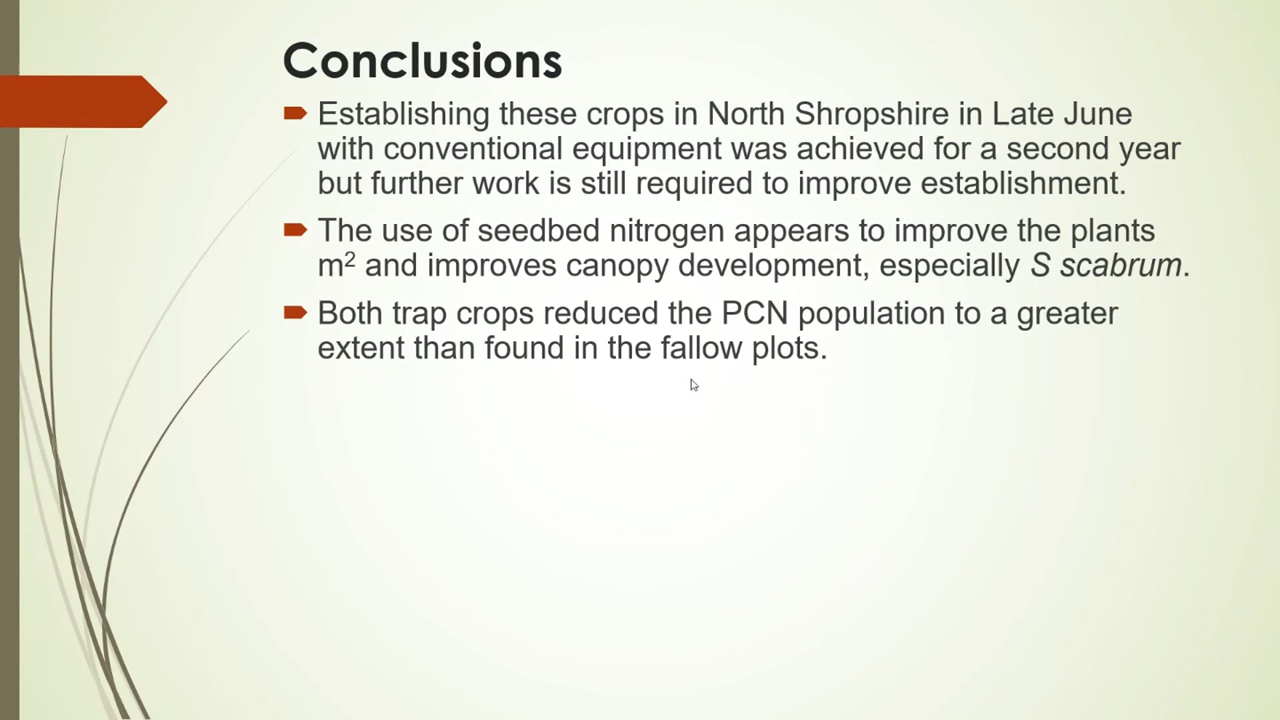 Conclusions
Establishing these crops in North Shropshire in Late June
with conventional equipment was achieved for a second year
but further work is still required to improve establishment.
The use of seedbed nitrogen appears to improve the plants
m² and improves canopy development, especially S scabrum.
Both trap crops reduced the PCN population to a greater
extent than found in the fallow plots.